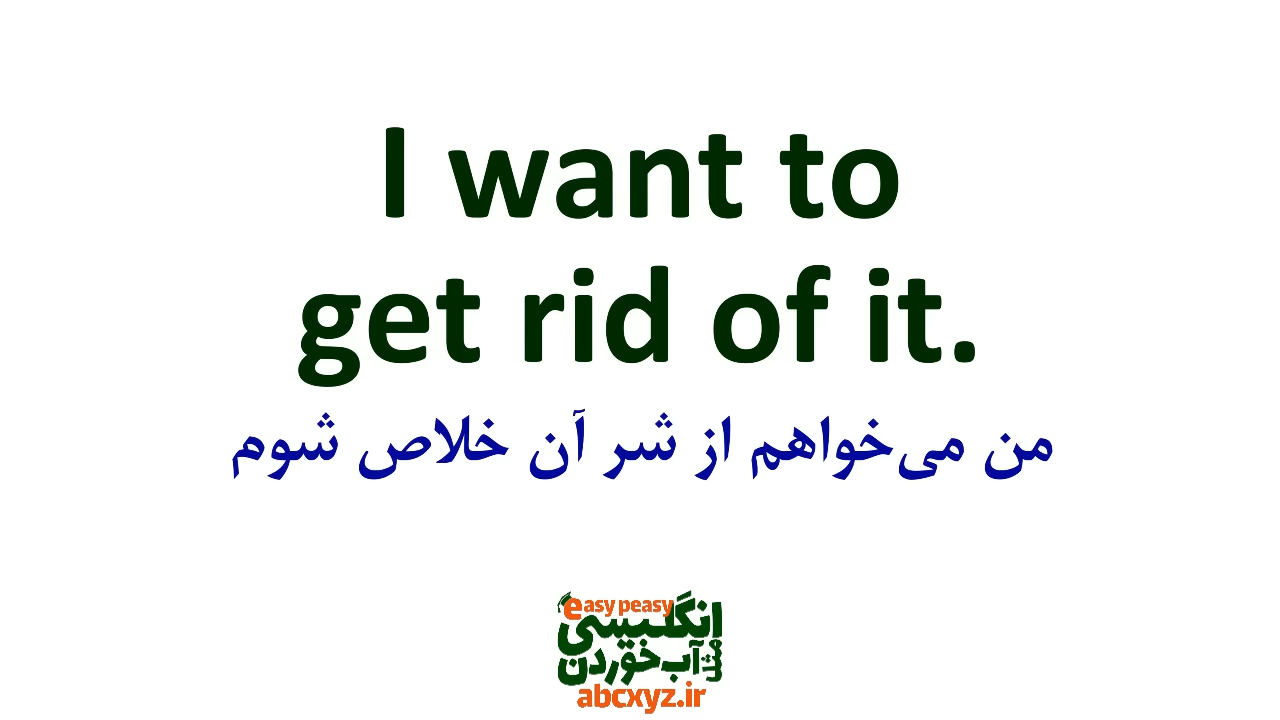 I want to
get rid of it.
من می‌خواهم از شر آن خلاص شوم
easy peasy
انگلیسی
مثل آب خوردن
abcxyz.ir